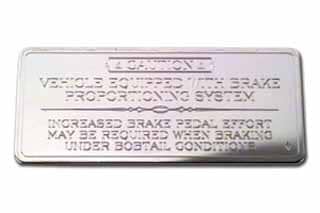 ⚠ CAUTION ⚠
VEHICLE EQUIPPED WITH BRAKE
PROPORTIONING SYSTEM
INCREASED BRAKE PEDAL EFFORT
MAY BE REQUIRED WHEN BRAKING
UNDER BOBTAIL CONDITIONS